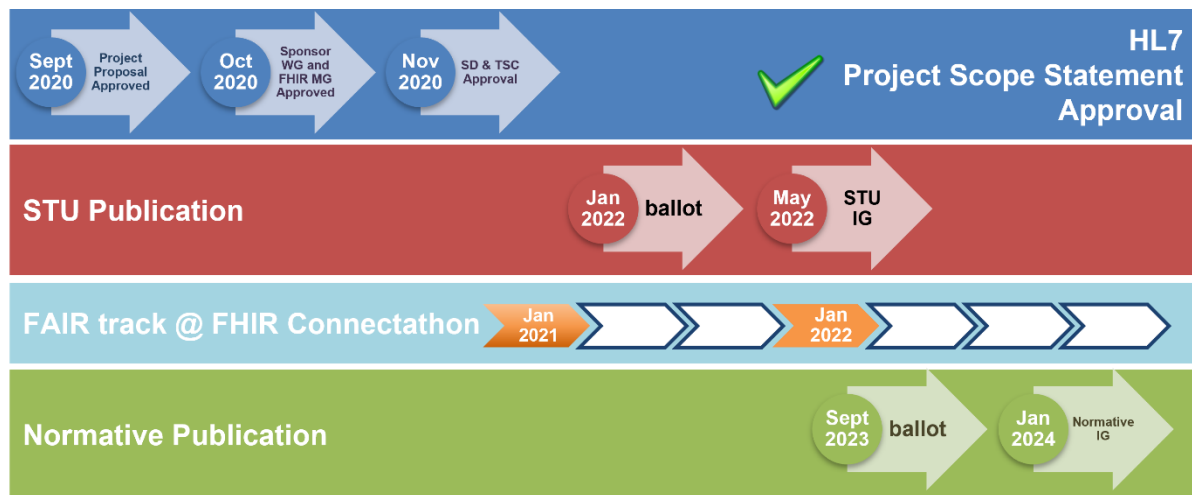 Sept
2020
Project
Proposal
Approved
Oct
2020
Sponsor
WG and
FHIR MG
Approved
Nov
2020
SD & TSC
Approval
HL7
Project Scope Statement
Approval
STU Publication
Jan
2022
ballot
May
2022
STU
IG
FAIR track @ FHIR Connectathon
Jan
2021
Jan
2022
Normative Publication
Sept
2023
ballot
Jan
2024
Normative
IG